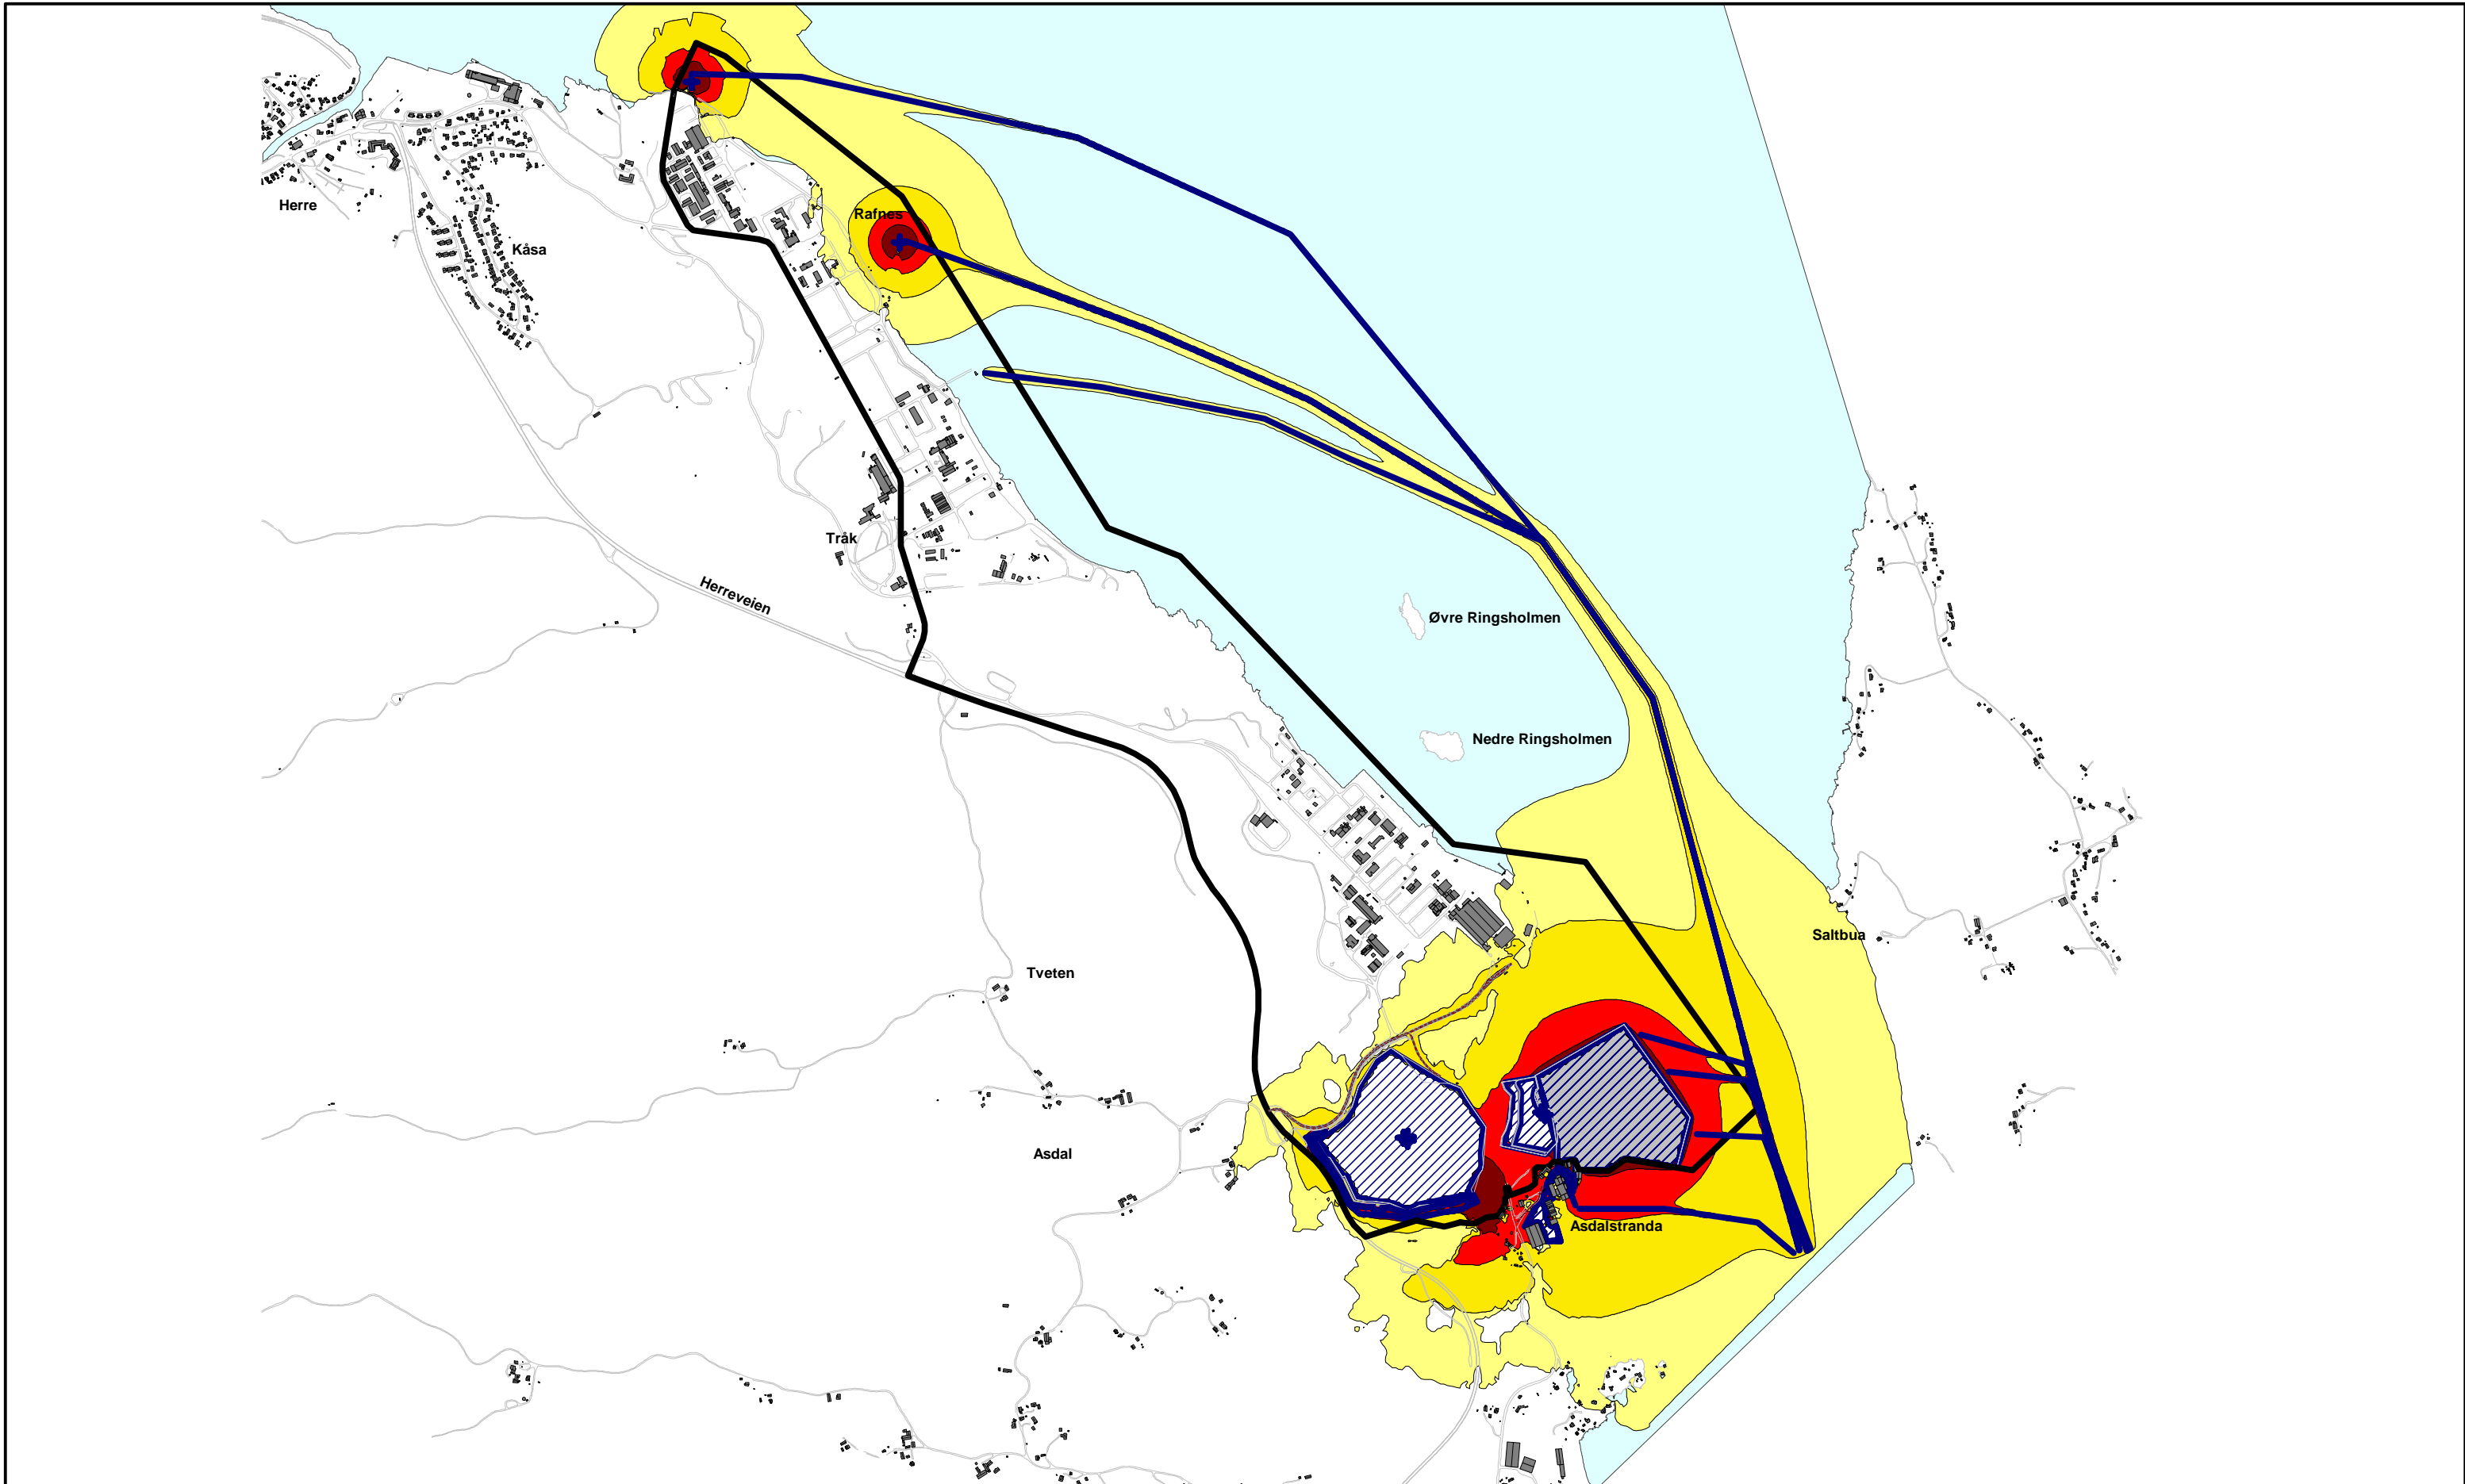 Herre
Rafnes
Kåsa
Tråk
Herreveien
Øvre Ringsholmen
Nedre Ringsholmen
Saltbua
Tveten
Asdal
Asdalstranda